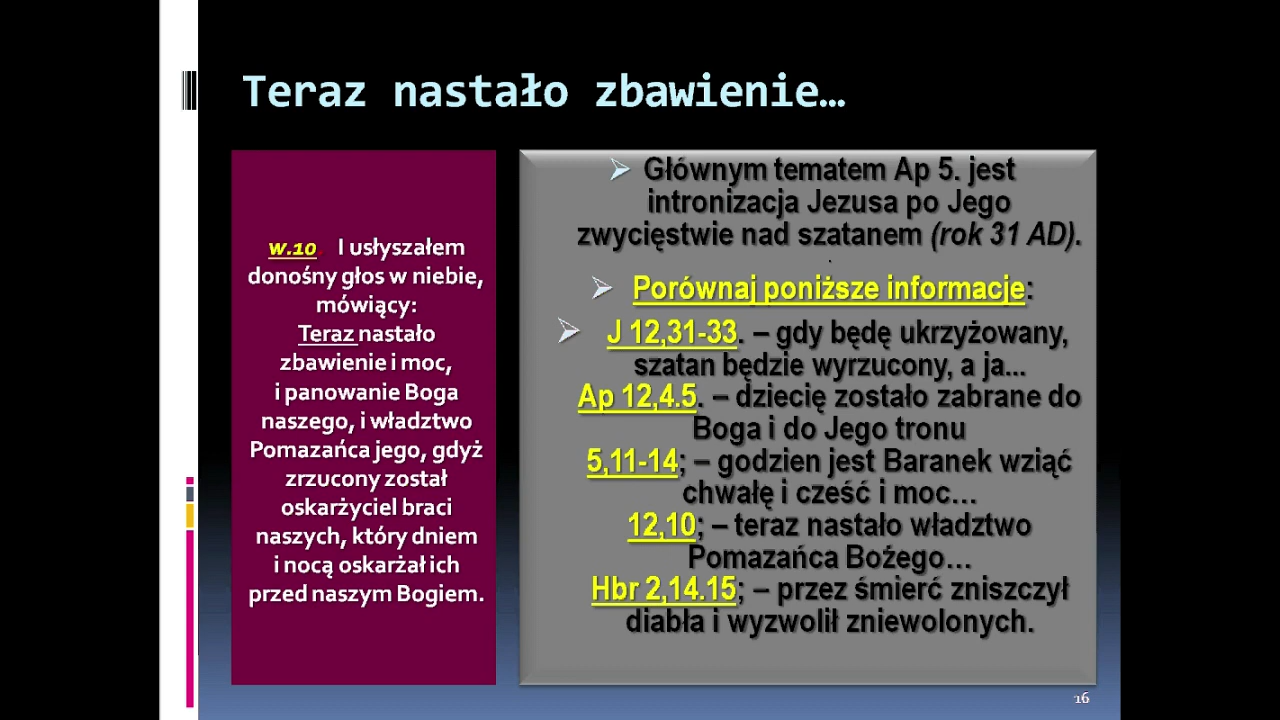 Teraz nastało zbawienie…
w.10 I usłyszałem
donośny głos w niebie,
mówiący:
Teraz nastało
zbawienie i moc,
i panowanie Boga
naszego, i władztwo
Pomazańca jego, gdyż
zrzucony został
oskarżyciel braci
naszych, który dniem
i nocą oskarżał ich
przed naszym Bogiem.
Głównym tematem Ap 5. jest
intronizacja Jezusa po Jego
zwycięstwie nad szatanem (rok 31 AD).
.
Porównaj poniższe informacje:
J 12,31-33. – gdy będę ukrzyżowany,
szatan będzie wyrzucony, a ja...
Ap 12,4.5. – dziecię zostało zabrane do
Boga i do Jego tronu
5,11-14; – godzien jest Baranek wziąć
chwałę i cześć i moc…
12,10; – teraz nastało władztwo
Pomazańca Bożego…
Hbr 2,14.15; – przez śmierć zniszczył
diabła i wyzwolił zniewolonych.
16